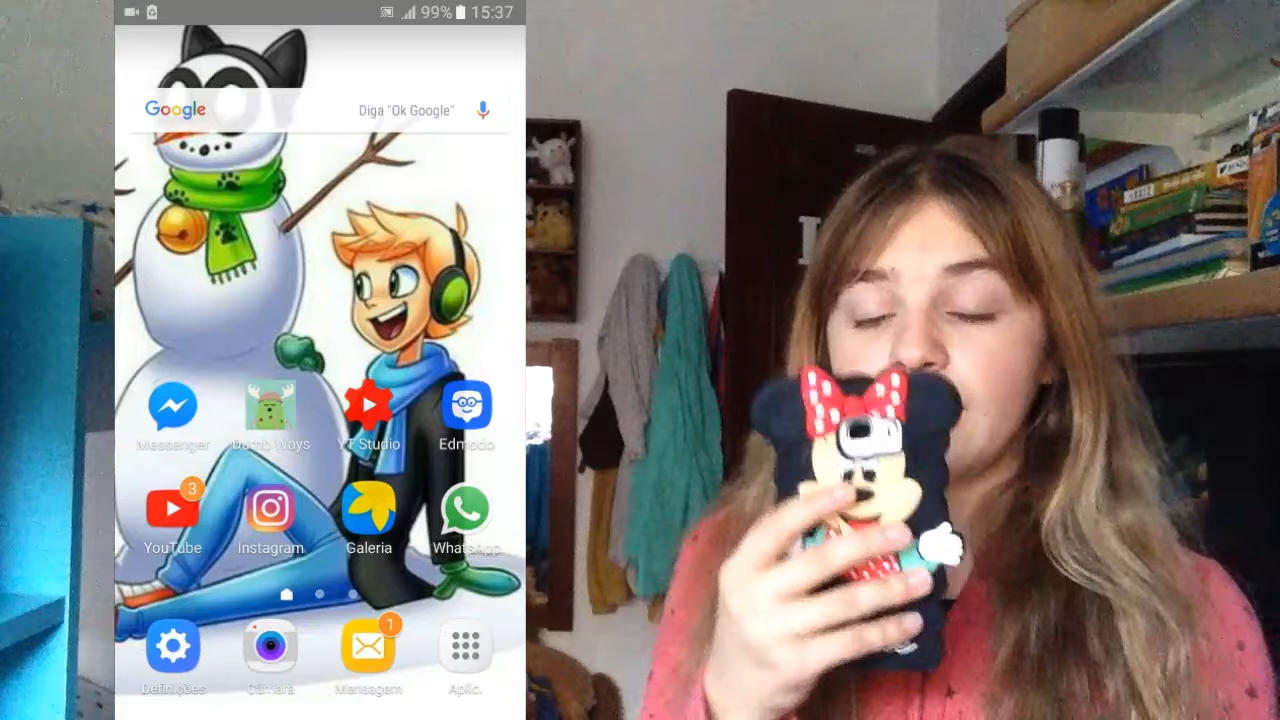 99% 15:37
Google Diga "Ok Google"
Messenger Dumb Ways YT Studio Edmodo
3
YouTube Instagram Galeria WhatsApp
1
Definições Câmara Mensagem Aplic.